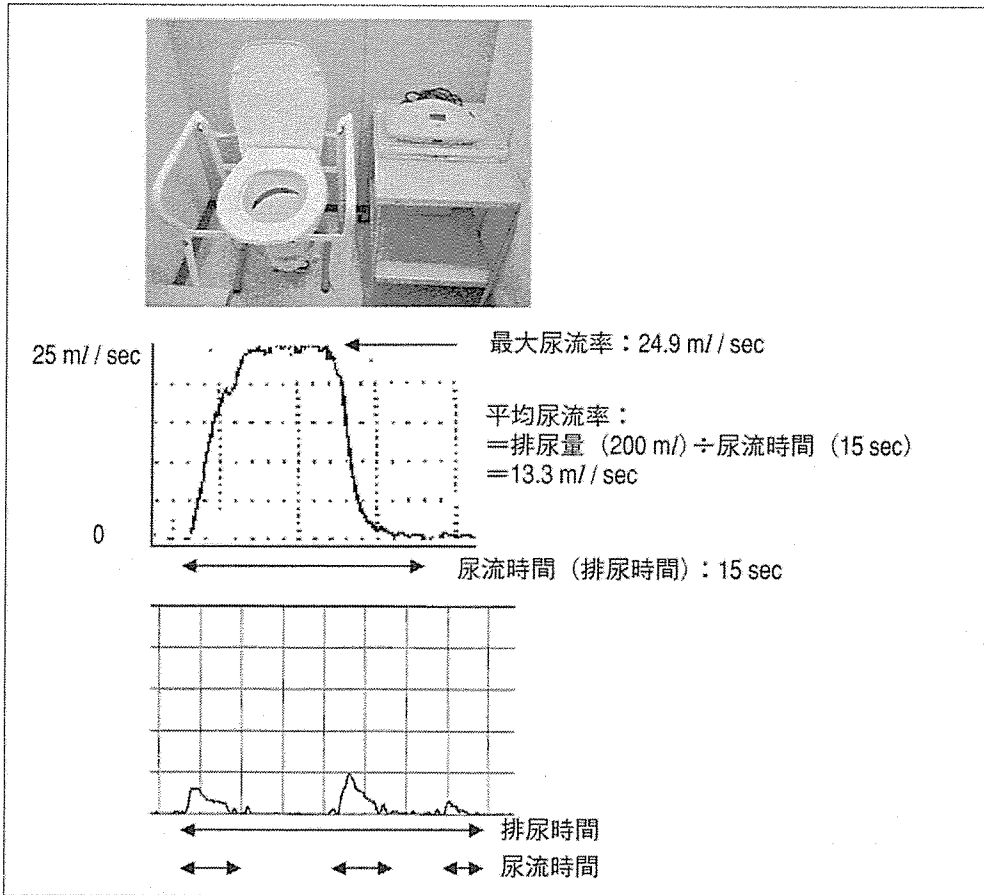 25 ml / sec
最大尿流率：24.9 ml / sec
平均尿流率：
＝排尿量（200 ml）÷尿流時間（15 sec）
＝13.3 ml / sec
0
尿流時間（排尿時間）：15 sec
排尿時間
尿流時間